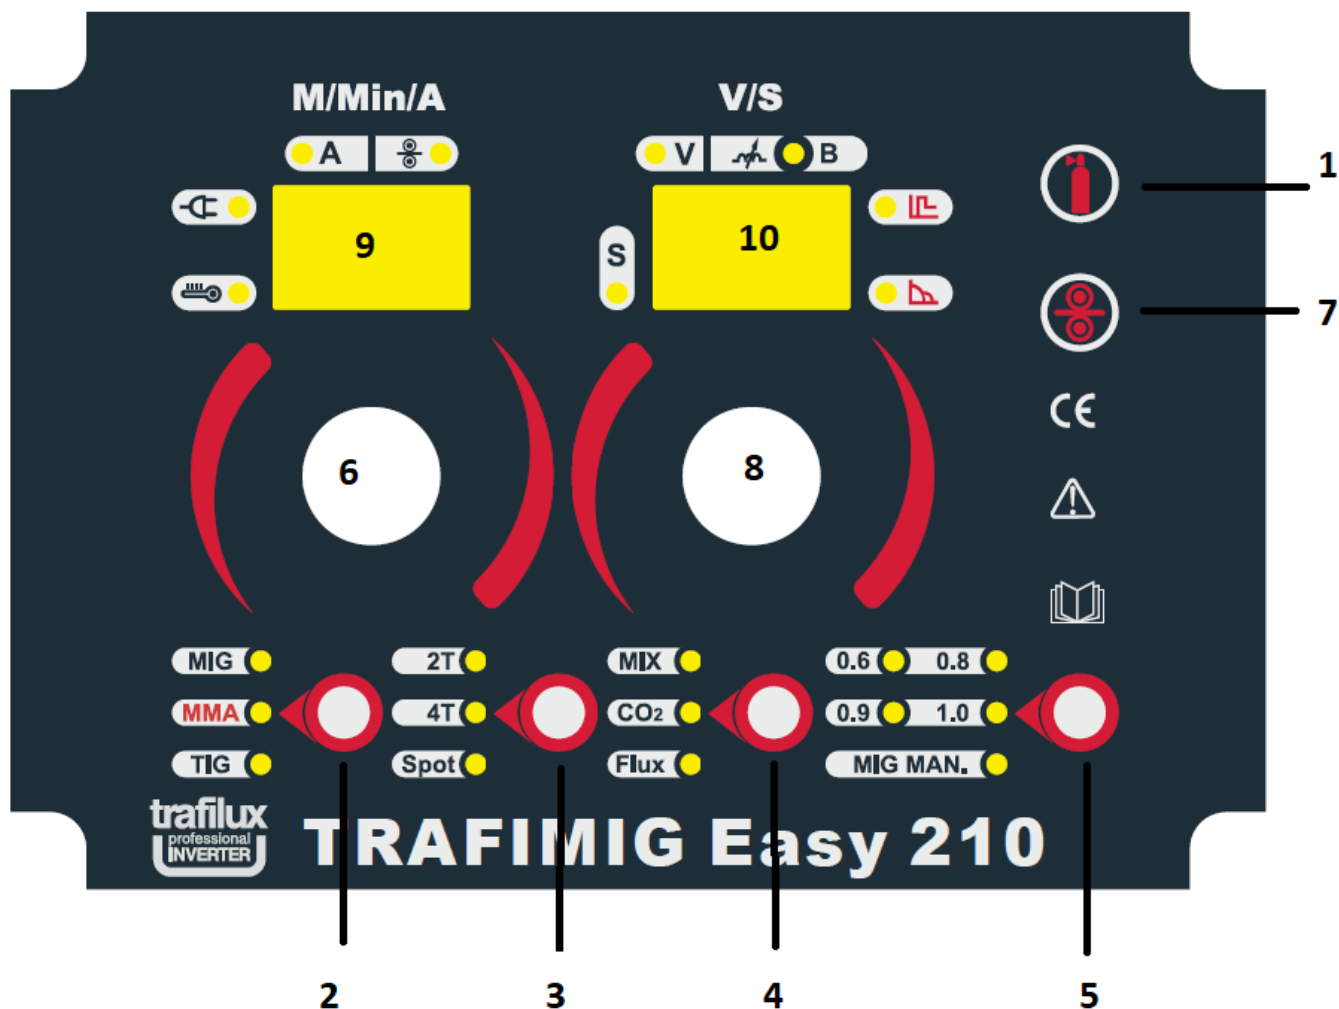 M/Min/A
V/S
A
V
B
1
9
S
10
7
CE
6
8
MIG
2T
MIX
0.6
0.8
MMA
4T
CO₂
0.9
1.0
TIG
Spot
Flux
MIG MAN.
trafilux
professional
INVERTER
TRAFIMIG Easy 210
2
3
4
5